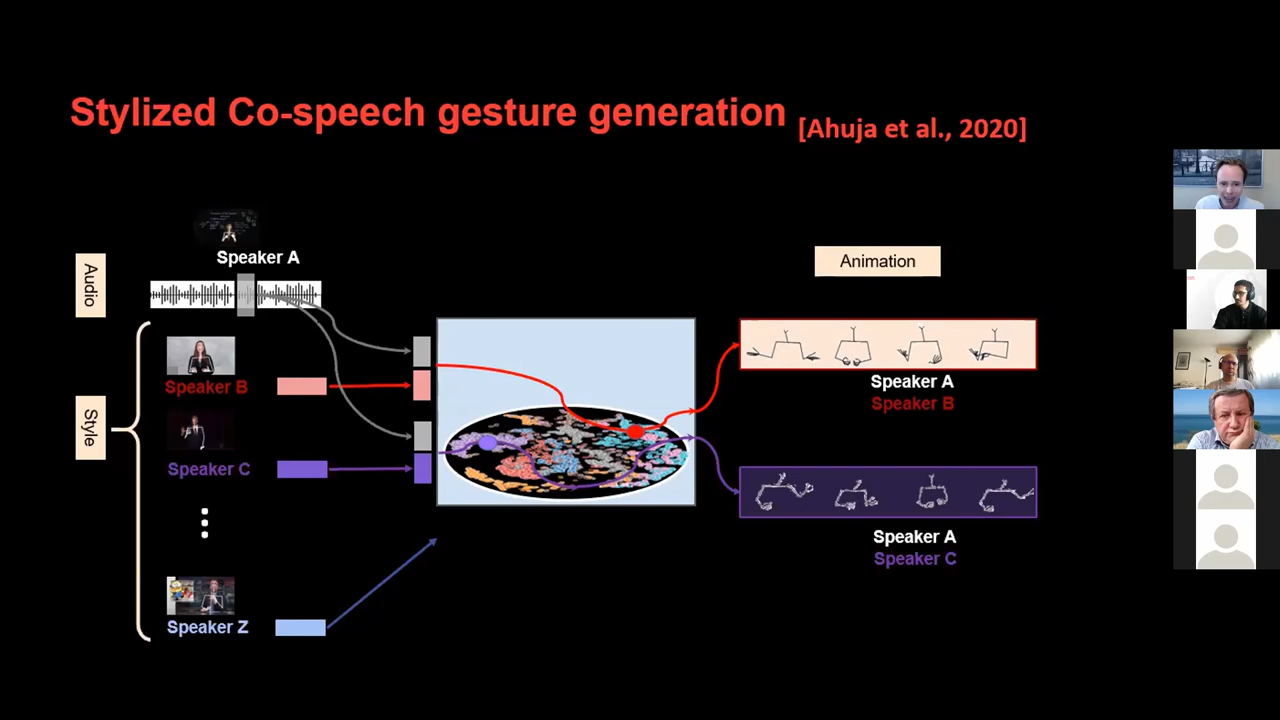 Stylized Co-speech gesture generation [Ahuja et al., 2020]
Speaker A
Audio
Animation
Speaker B
Style
Speaker C
Speaker A
Speaker B
Speaker A
Speaker C
Speaker Z